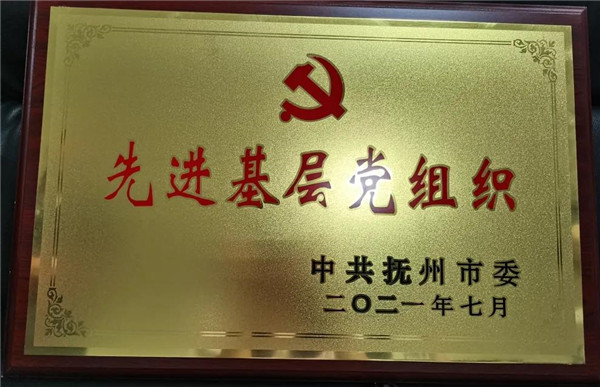 先进基层党组织
中共抚州市委
二〇二一年七月